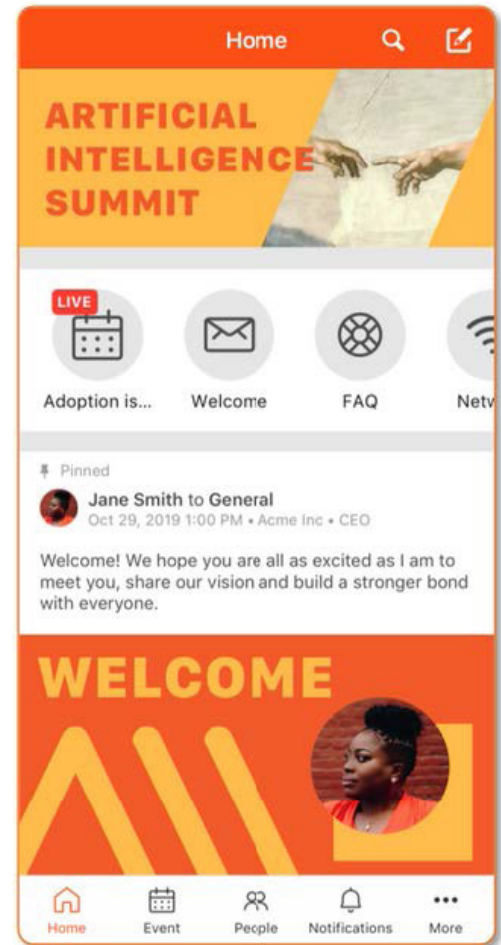 Home
ARTIFICIAL
INTELLIGENCE
SUMMIT
LIVE
Adoption is...
Welcome
FAQ
Netw
Pinned
Jane Smith to General
Oct 29, 2019 1:00 PM • Acme Inc • CEO
Welcome! We hope you are all as excited as I am to
meet you, share our vision and build a stronger bond
with everyone.
WELCOME
Home
Event
People
Notifications
More